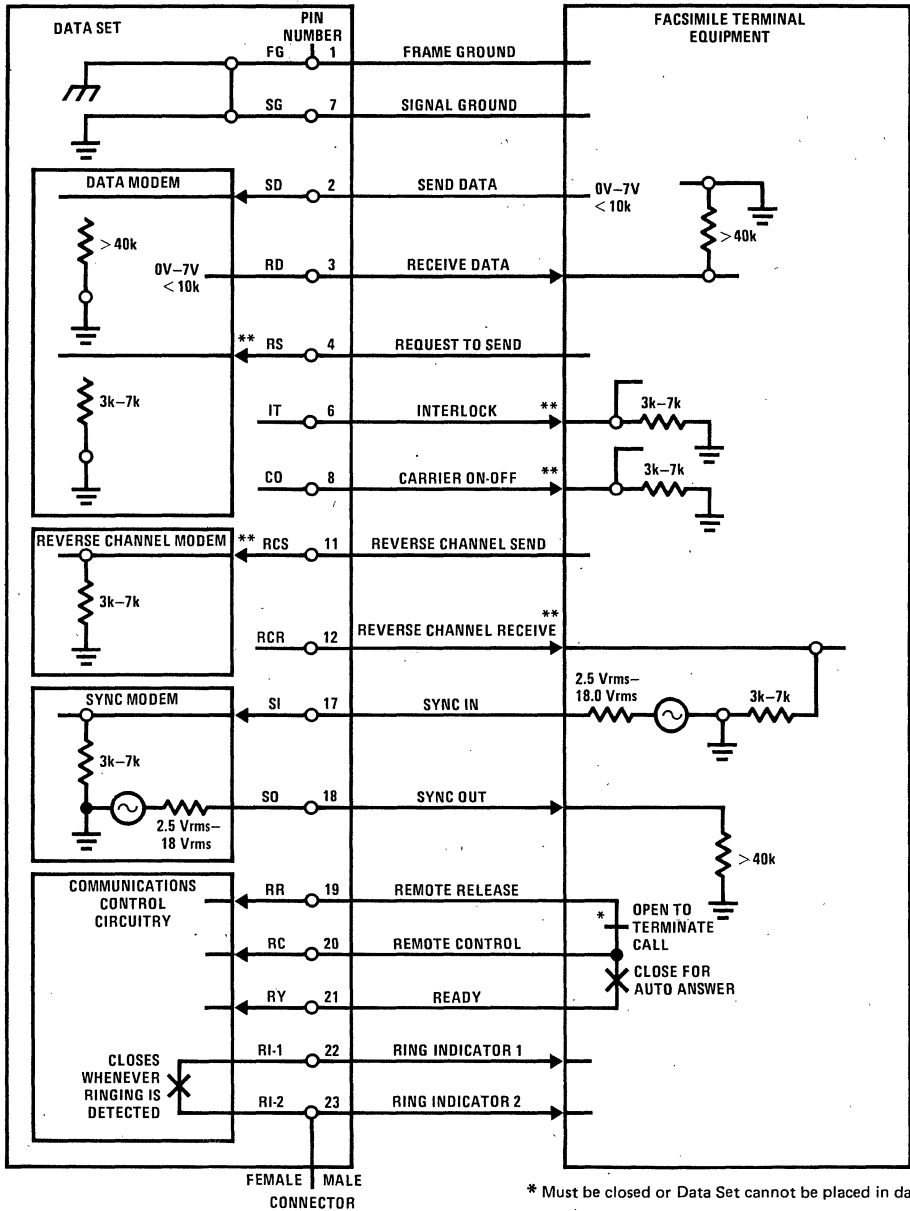 DATA SET
PIN
NUMBER
FACSIMILE TERMINAL
EQUIPMENT
FG 1 FRAME GROUND
SG 7 SIGNAL GROUND
DATA MODEM
SD 2 SEND DATA
0V–7V
< 10k
> 40k
> 40k
0V–7V
< 10k
RD 3 RECEIVE DATA
** RS 4 REQUEST TO SEND
3k–7k
IT 6 INTERLOCK **
3k–7k
CO 8 CARRIER ON-OFF **
3k–7k
REVERSE CHANNEL MODEM
** RCS 11 REVERSE CHANNEL SEND
3k–7k
RCR 12 REVERSE CHANNEL RECEIVE **
SYNC MODEM
SI 17 SYNC IN
2.5 Vrms–
18.0 Vrms
3k–7k
3k–7k
SO 18 SYNC OUT
2.5 Vrms–
18 Vrms
> 40k
COMMUNICATIONS
CONTROL
CIRCUITRY
RR 19 REMOTE RELEASE
* OPEN TO
TERMINATE
CALL
RC 20 REMOTE CONTROL
CLOSE FOR
AUTO ANSWER
RY 21 READY
RI-1 22 RING INDICATOR 1
CLOSES
WHENEVER
RINGING IS
DETECTED
RI-2 23 RING INDICATOR 2
FEMALE MALE
CONNECTOR
* Must be closed or Data Set cannot be placed in da